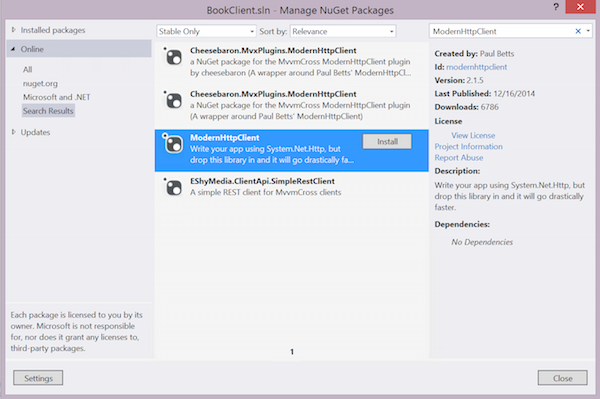 BookClient.sln - Manage NuGet Packages
? 
Installed packages
Online
All
nuget.org
Microsoft and .NET
Search Results
Updates
Each package is licensed to you by its
owner. Microsoft is not responsible
for, nor does it grant any licenses to,
third-party packages.
Settings
Stable Only Sort by: Relevance
Cheesebaron.MvxPlugins.ModernHttpClient
a NuGet package for the MvvmCross ModernHttpClient plugin
by cheesebaron (A wrapper around Paul Betts' ModernHttpCl...
Cheesebaron.MvxPlugins.ModernHttpClient
a NuGet package for the MvvmCross ModernHttpClient plugin
(A wrapper around Paul Betts' ModernHttpClient)
ModernHttpClient
Write your app using System.Net.Http, but
drop this library in and it will go drastically fa...
Install
EShyMedia.ClientApi.SimpleRestClient
A simple REST client for MvvmCross clients
1
ModernHttpClient
Created by: Paul Betts
Id: modernhttpclient
Version: 2.1.5
Last Published: 12/16/2014
Downloads: 6786
License
View License
Project Information
Report Abuse
Description:
Write your app using System.Net.Http, but
drop this library in and it will go drastically
faster.
Dependencies:
No Dependencies
Close